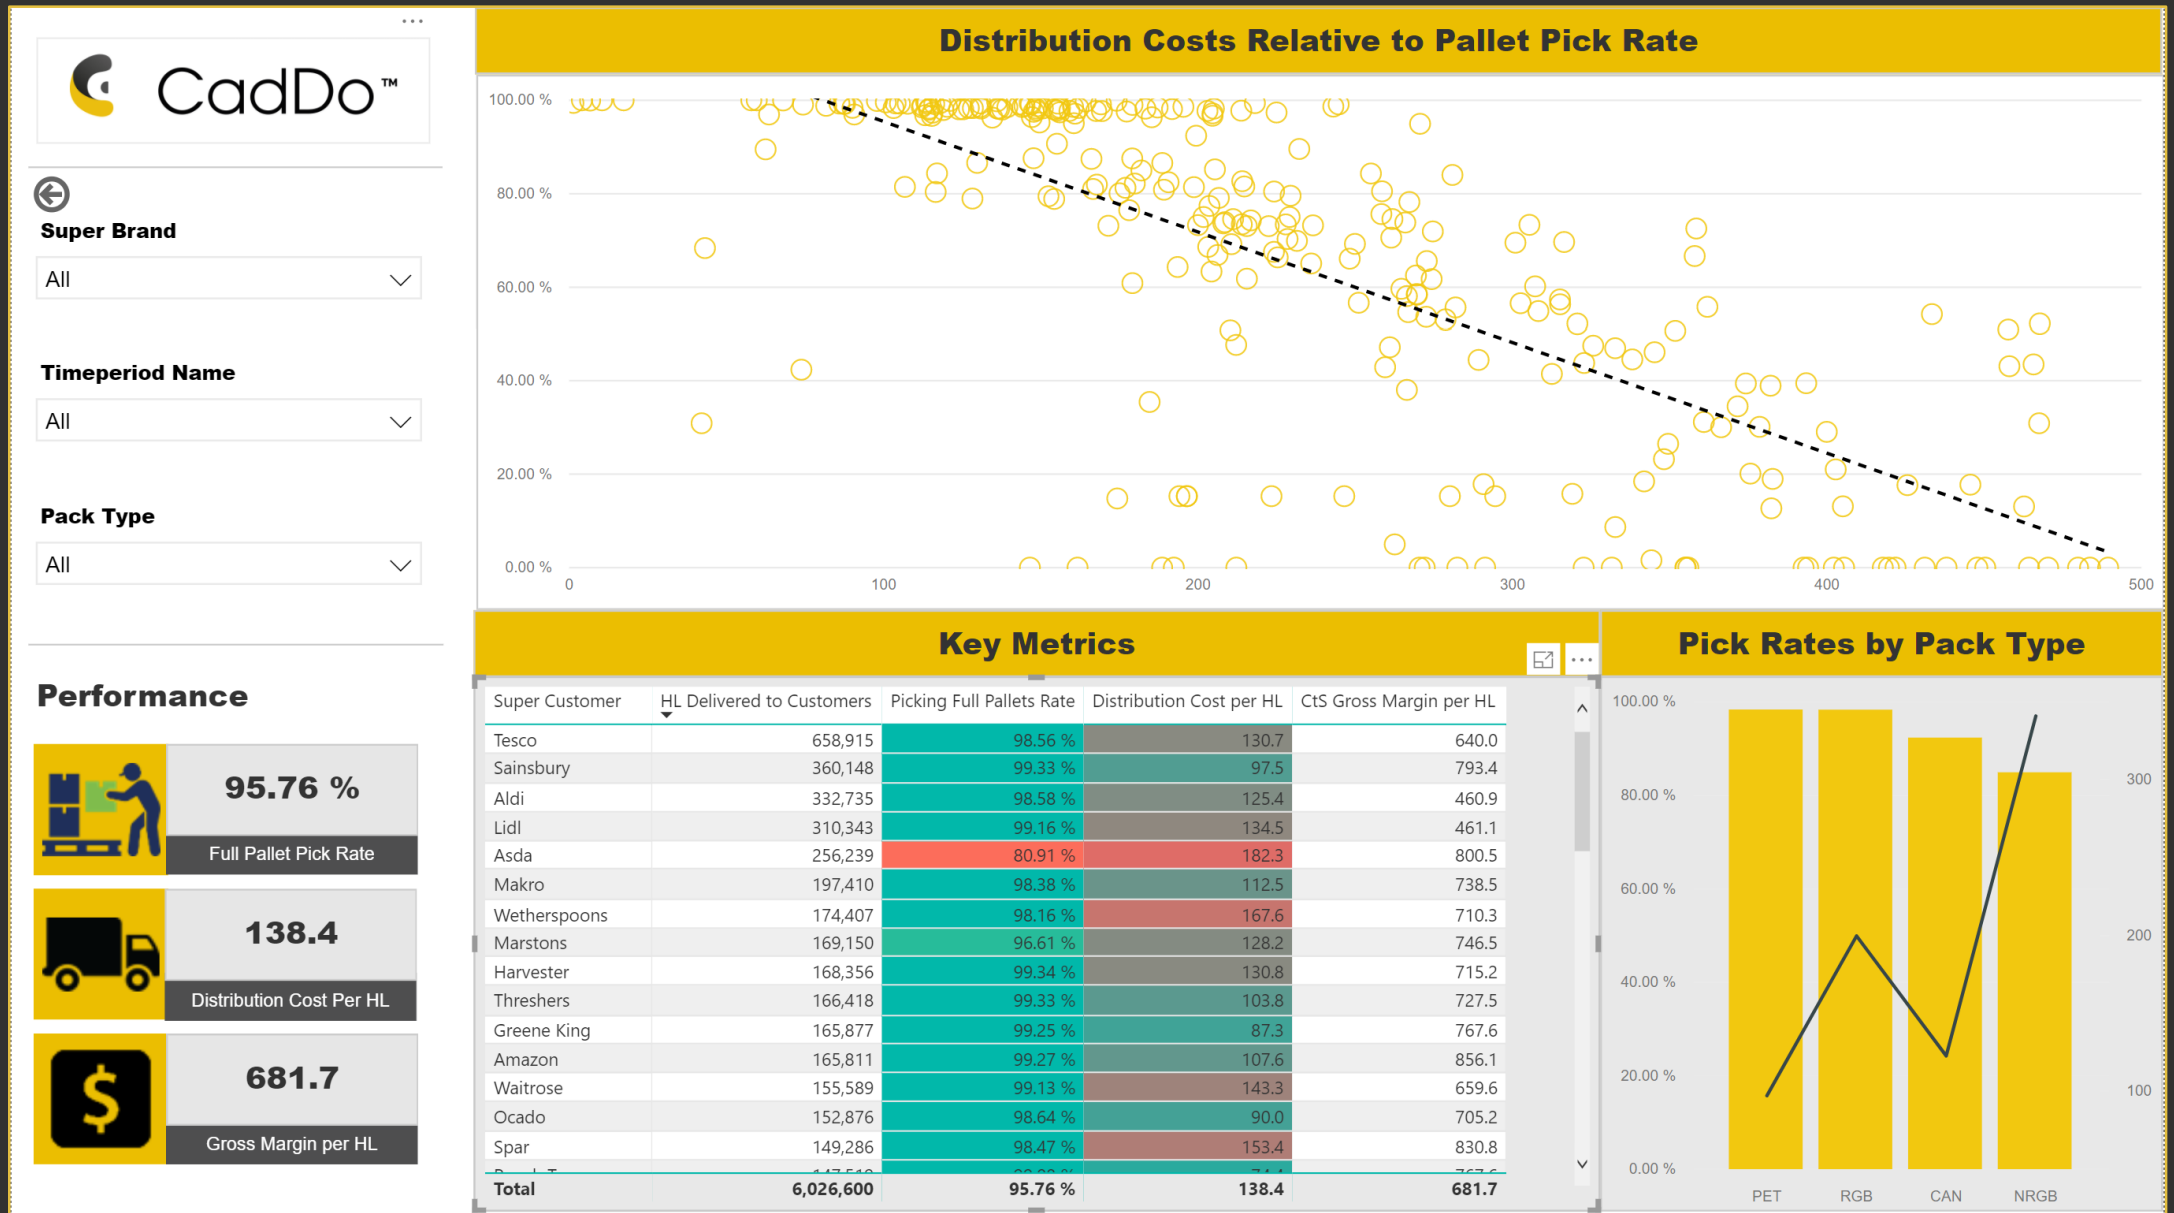 CadDo™
Super Brand
All
Timeperiod Name
All
Pack Type
All
Performance
95.76 %
Full Pallet Pick Rate
138.4
Distribution Cost Per HL
$
681.7
Gross Margin per HL
Distribution Costs Relative to Pallet Pick Rate
100.00 %
80.00 %
60.00 %
40.00 %
20.00 %
0.00 %
0 100 200 300 400 500
Key Metrics
Super Customer HL Delivered to Customers Picking Full Pallets Rate Distribution Cost per HL CtS Gross Margin per HL
Tesco 658,915 98.56 % 130.7 640.0
Sainsbury 360,148 99.33 % 97.5 793.4
Aldi 332,735 98.58 % 125.4 460.9
Lidl 310,343 99.16 % 134.5 461.1
Asda 256,239 80.91 % 182.3 800.5
Makro 197,410 98.38 % 112.5 738.5
Wetherspoons 174,407 98.16 % 167.6 710.3
Marstons 169,150 96.61 % 128.2 746.5
Harvester 168,356 99.34 % 130.8 715.2
Threshers 166,418 99.33 % 103.8 727.5
Greene King 165,877 99.25 % 87.3 767.6
Amazon 165,811 99.27 % 107.6 856.1
Waitrose 155,589 99.13 % 143.3 659.6
Ocado 152,876 98.64 % 90.0 705.2
Spar 149,286 98.47 % 153.4 830.8
Total 6,026,600 95.76 % 138.4 681.7
Pick Rates by Pack Type
100.00 %
80.00 %
60.00 %
40.00 %
20.00 %
0.00 %
300
200
100
PET RGB CAN NRGB